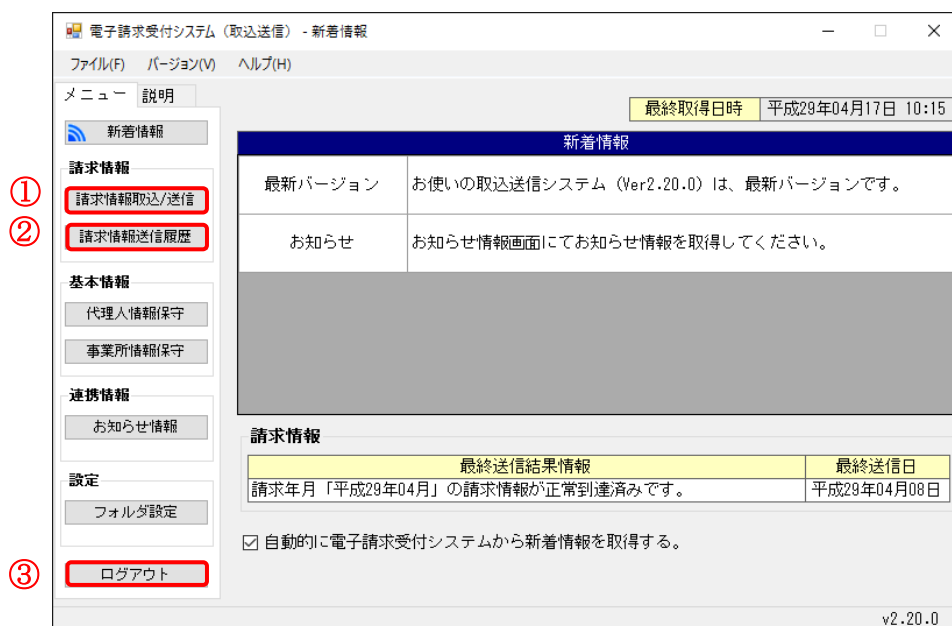 電子請求受付システム（取込送信） - 新着情報
ファイル(F) バージョン(V) ヘルプ(H)
メニュー 説明
最終取得日時 平成29年04月17日 10:15
新着情報
新着情報
請求情報
最新バージョン お使いの取込送信システム（Ver2.20.0）は、最新バージョンです。
① 請求情報取込/送信
② 請求情報送信履歴
お知らせ お知らせ情報画面にてお知らせ情報を取得してください。
基本情報
代理人情報保守
事業所情報保守
連携情報
お知らせ情報
請求情報
最終送信結果情報 最終送信日
請求年月「平成29年04月」の請求情報が正常到達済みです。 平成29年04月08日
設定
フォルダ設定
自動的に電子請求受付システムから新着情報を取得する。
③ ログアウト
v2.20.0